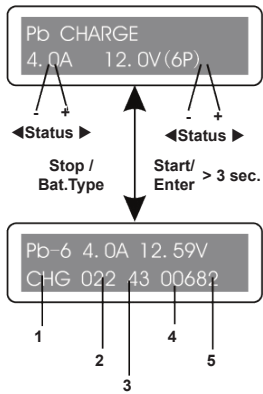 Pb CHARGE
4.0A 12.0V(6P)
- + - +
◀Status ▶ ◀Status ▶
Stop / Start/
Bat.Type Enter > 3 sec.
Pb-6 4.0A 12.59V
CHG 022 43 00682
1 2 3 4 5